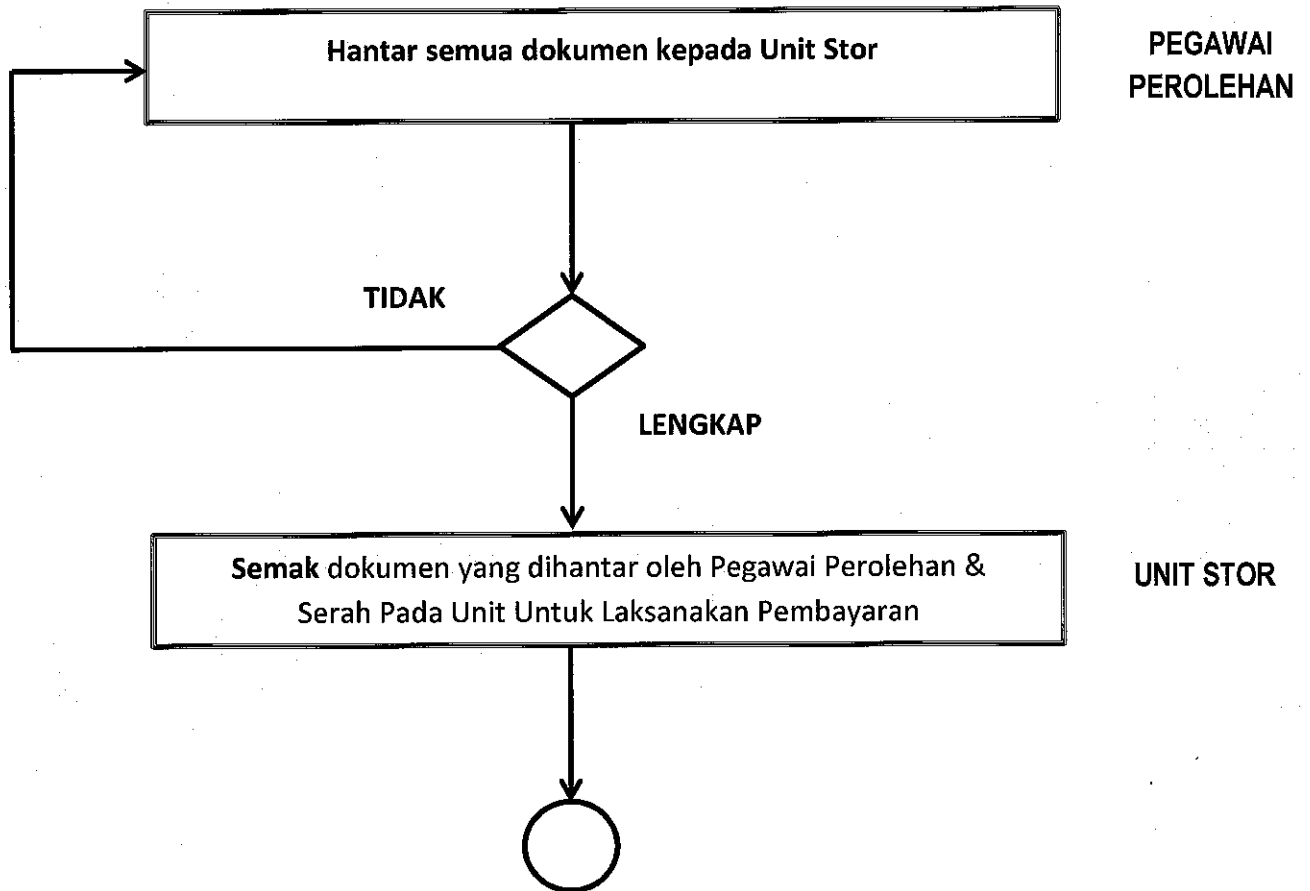 Hantar semua dokumen kepada Unit Stor
PEGAWAI
PEROLEHAN
TIDAK
LENGKAP
Semak dokumen yang dihantar oleh Pegawai Perolehan &
Serah Pada Unit Untuk Laksanakan Pembayaran
UNIT STOR